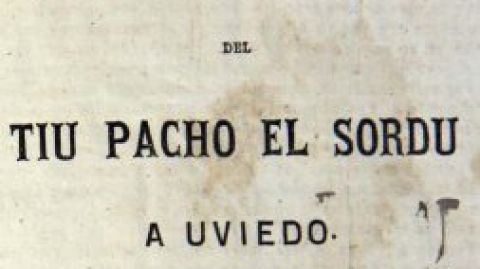 DEL
TIU PACHO EL SORDU
A UVIEDO.